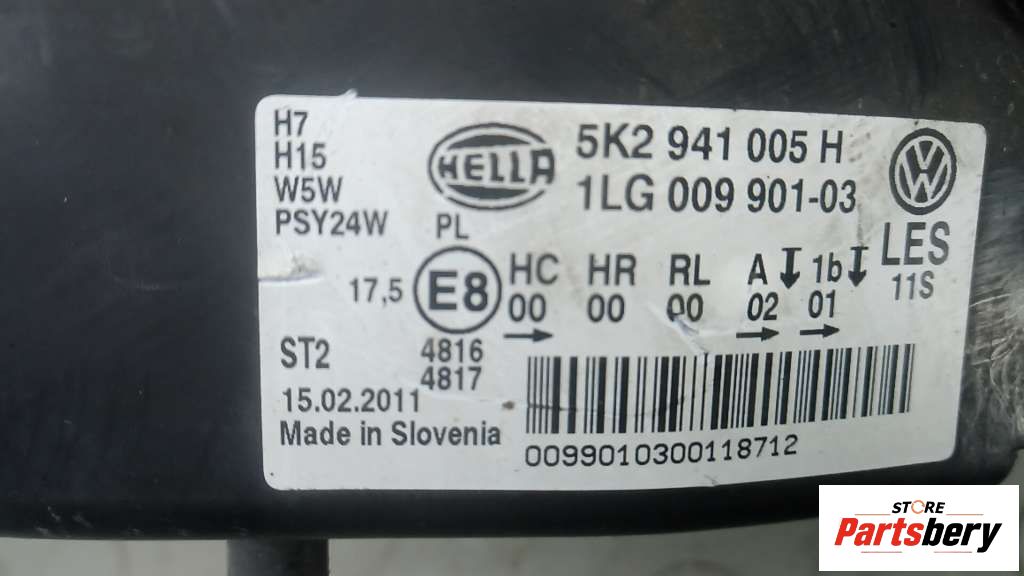 H7
H15
W5W
PSY24W
HELLA
PL
5K2 941 005 H
1LG 009 901-03
VW
LES
11S
17,5
E8
HC HR RL A 1b
00 00 00 02 01
ST2
4816
4817
15.02.2011
Made in Slovenia
0099010300118712
STORE
Partsbery